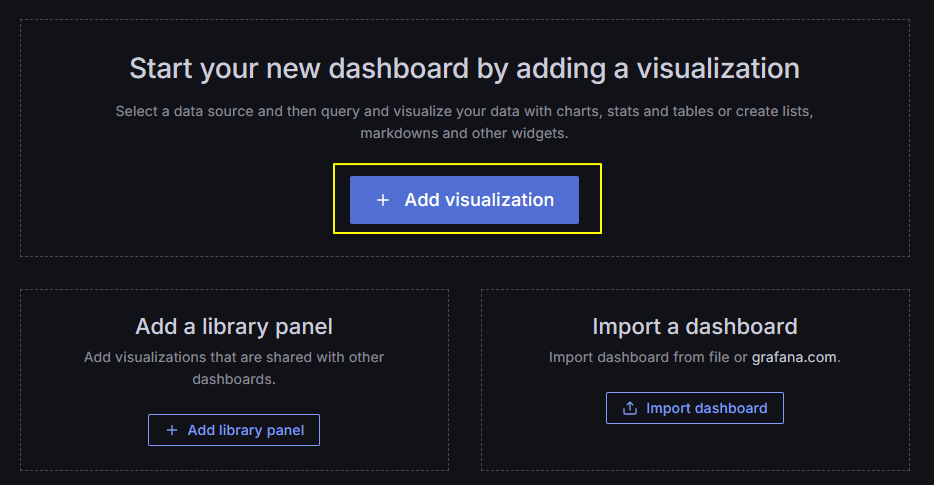 Start your new dashboard by adding a visualization
Select a data source and then query and visualize your data with charts, stats and tables or create lists,
markdowns and other widgets.
Add visualization
Add a library panel
Add visualizations that are shared with other
dashboards.
Add library panel
Import a dashboard
Import dashboard from file or grafana.com.
Import dashboard